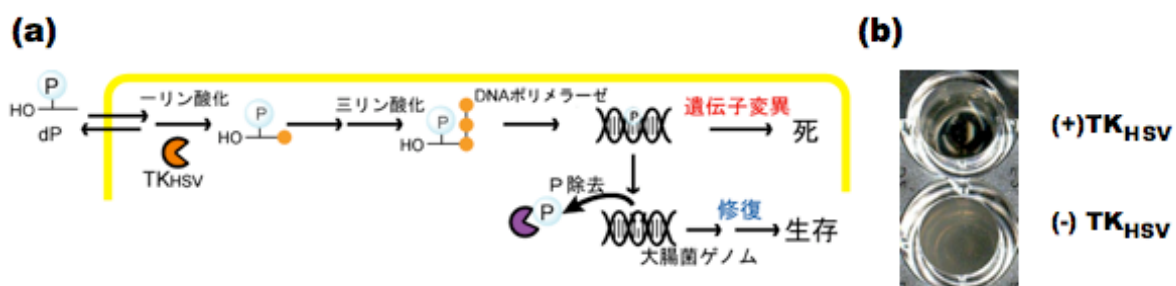 (a)
(b)
P
HO
dP
一リン酸化
TKHSV
P
HO
三リン酸化
P
HO
DNAポリメラーゼ
P
遺伝子変異
死
P 除去
P
修復
生存
大腸菌ゲノム
(+)TKHSV
(-) TKHSV